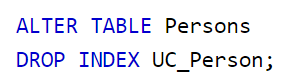 ALTER TABLE Persons
DROP INDEX UC_Person;